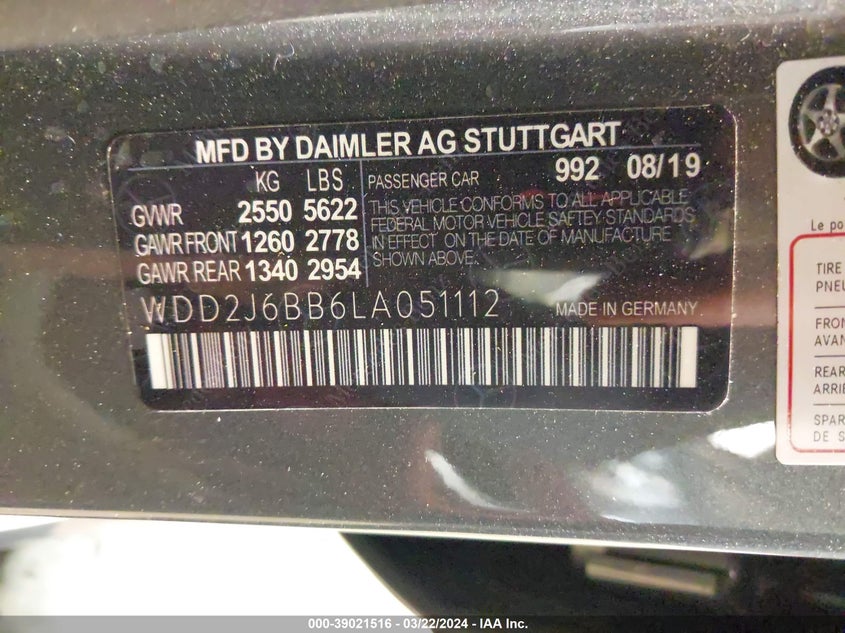 MFD BY DAIMLER AG STUTTGART
KG LBS
PASSENGER CAR 992 08/19
GVWR 2550 5622
GAWR FRONT 1260 2778
GAWR REAR 1340 2954
THIS VEHICLE CONFORMS TO ALL APPLICABLE
FEDERAL MOTOR VEHICLE SAFTEY STANDARDS
IN EFFECT ON THE DATE OF MANUFACTURE
SHOWN ABOVE.
WDD2J6BB6LA051112
MADE IN GERMANY
Le po
TIRE
PNEU
FRON
AVAN
REAR
ARRIE
SPAR
DE S
000-39021516 - 03/22/2024 - IAA Inc.